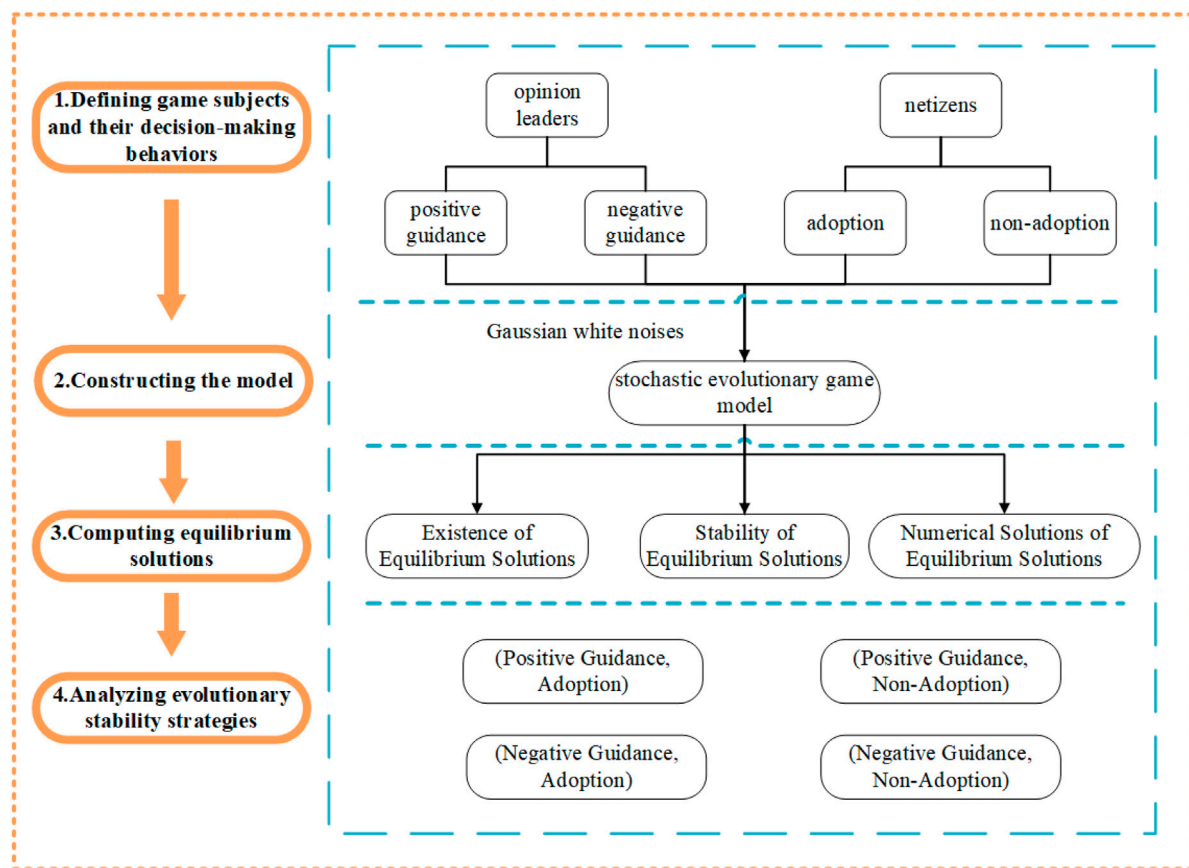 1.Defining game subjects
and their decision-making
behaviors
opinion
leaders
netizens
positive
guidance
negative
guidance
adoption
non-adoption
Gaussian white noises
2.Constructing the model
stochastic evolutionary game
model
3.Computing equilibrium
solutions
Existence of
Equilibrium Solutions
Stability of
Equilibrium Solutions
Numerical Solutions of
Equilibrium Solutions
4.Analyzing evolutionary
stability strategies
(Positive Guidance,
Adoption)
(Positive Guidance,
Non-Adoption)
(Negative Guidance,
Adoption)
(Negative Guidance,
Non-Adoption)